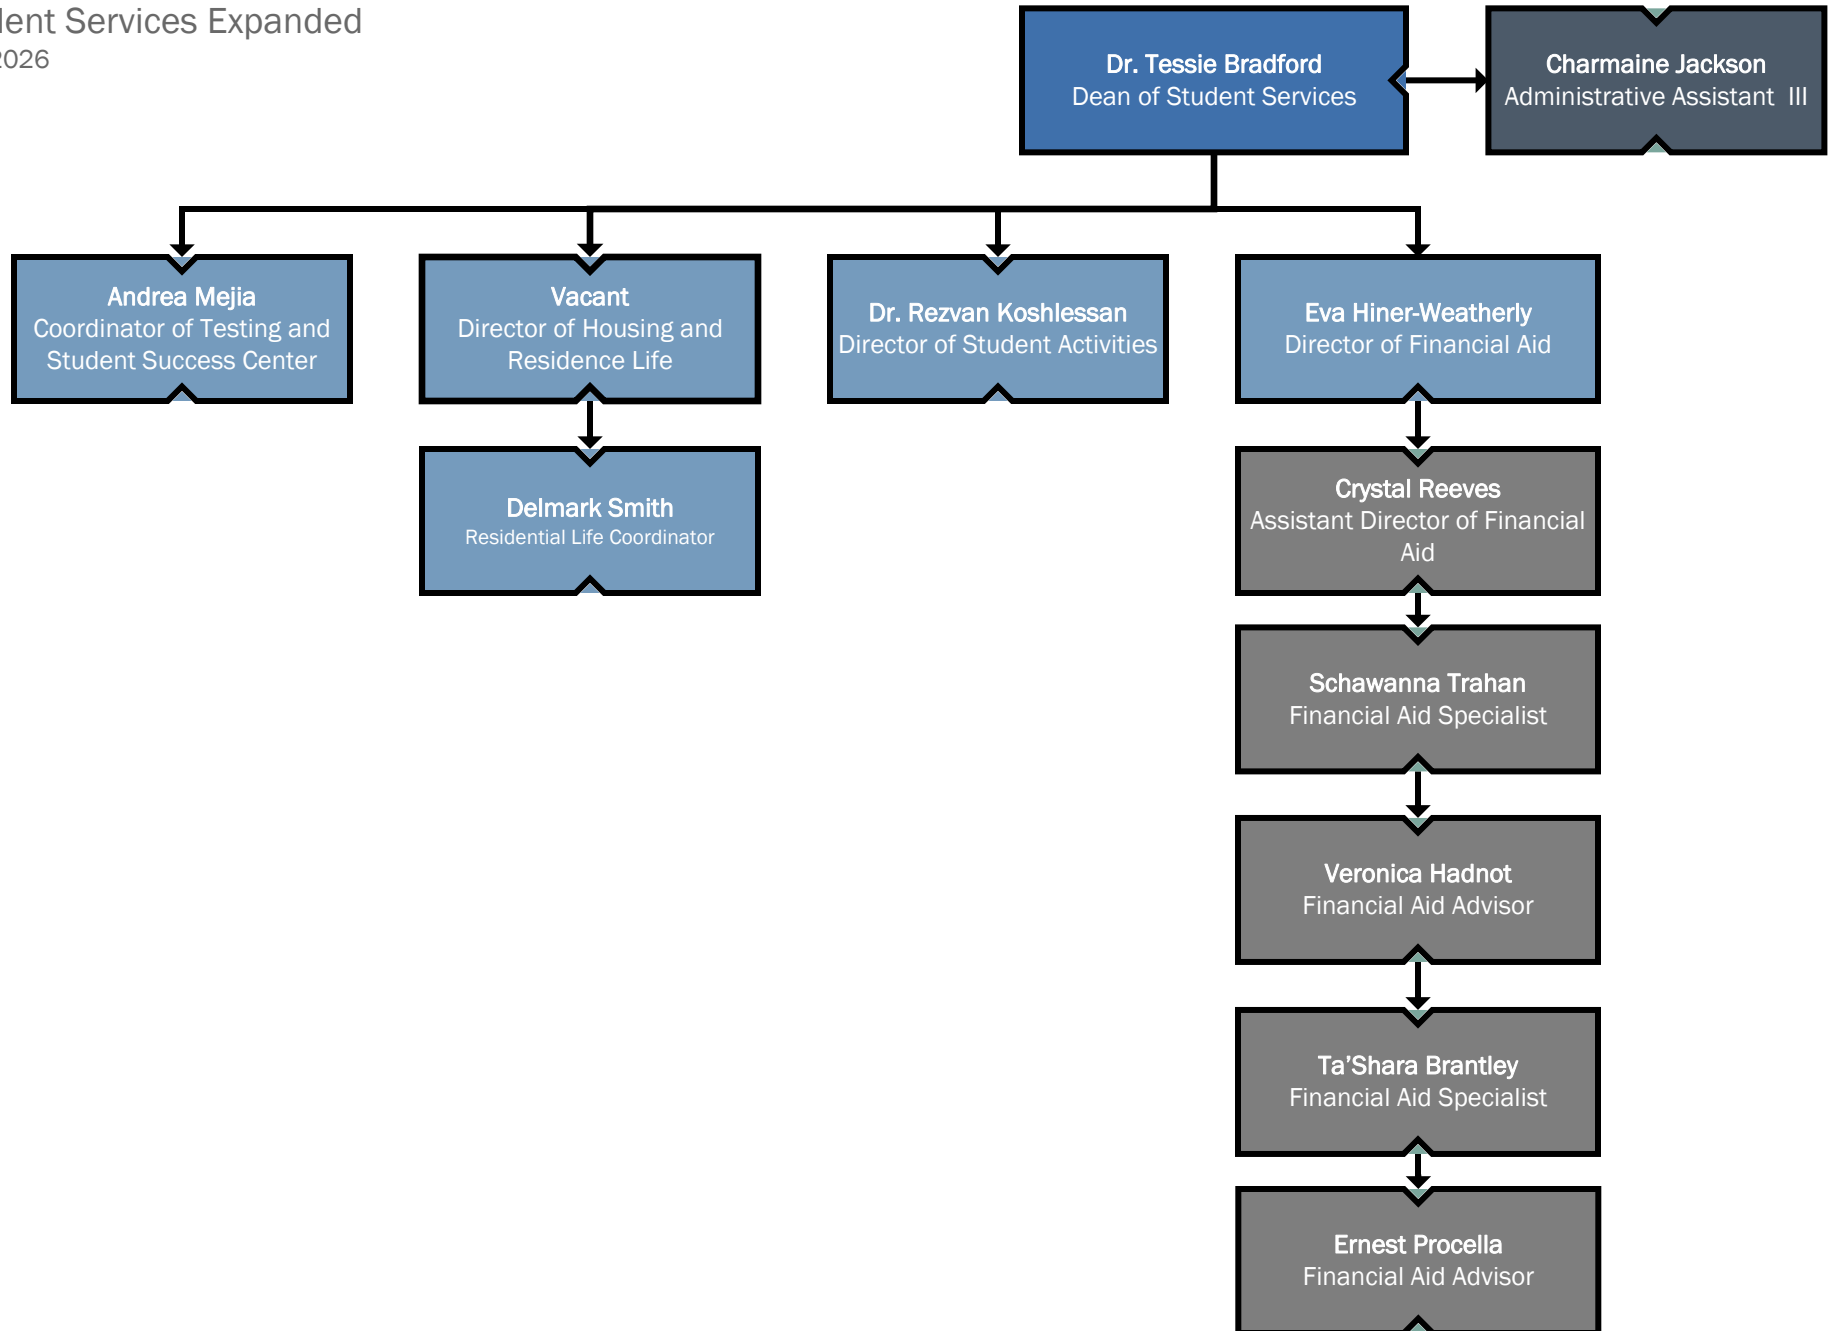 Services Expanded
2026
Dr. Tessie Bradford
Dean of Student Services
Charmaine Jackson
Administrative Assistant III
Andrea Mejia
Coordinator of Testing and
Student Success Center
Vacant
Director of Housing and
Residence Life
Dr. Rezvan Koshlessan
Director of Student Activities
Eva Hiner-Weatherly
Director of Financial Aid
Delmark Smith
Residential Life Coordinator
Crystal Reeves
Assistant Director of Financial
Aid
Schawanna Trahan
Financial Aid Specialist
Veronica Hadnot
Financial Aid Advisor
Ta’Shara Brantley
Financial Aid Specialist
Ernest Procella
Financial Aid Advisor